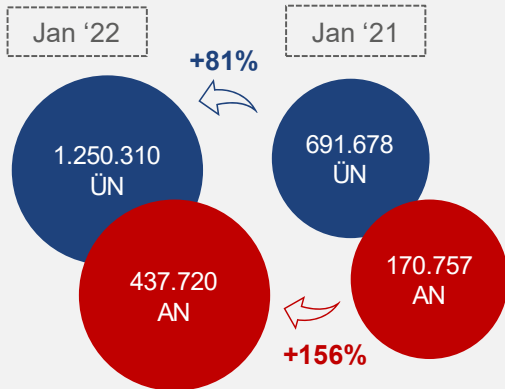 Jan ‘22
Jan ‘21
+81%
1.250.310
ÜN
691.678
ÜN
437.720
AN
170.757
AN
+156%